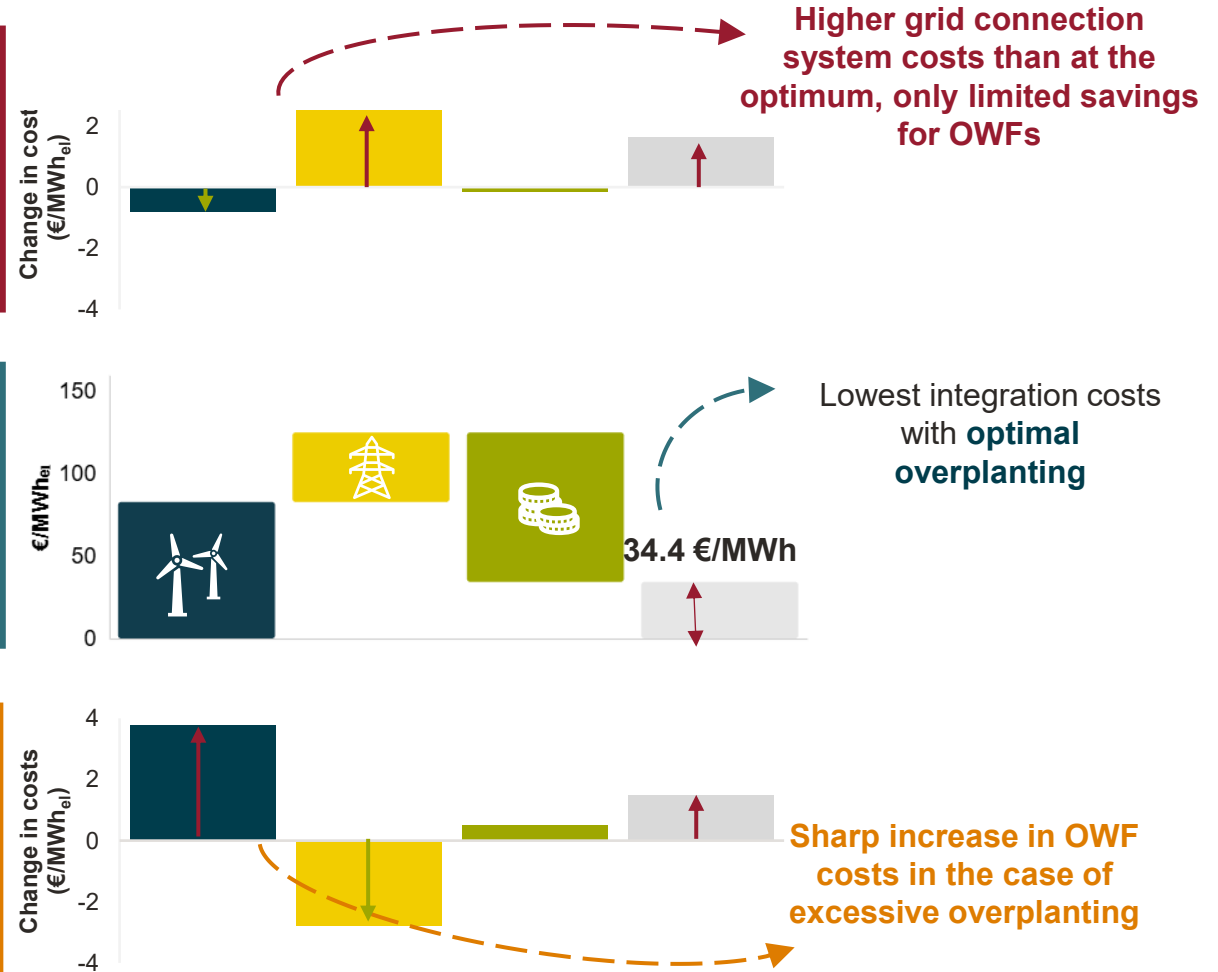 Higher grid connection
system costs than at the
optimum, only limited savings
for OWFs
Change in cost
(€/MWhel)
2
0
-2
-4
€/MWhel
150
100
50
0
34.4 €/MWh
Lowest integration costs
with optimal
overplanting
Change in costs
(€/MWhel)
4
2
0
-2
-4
Sharp increase in OWF
costs in the case of
excessive overplanting